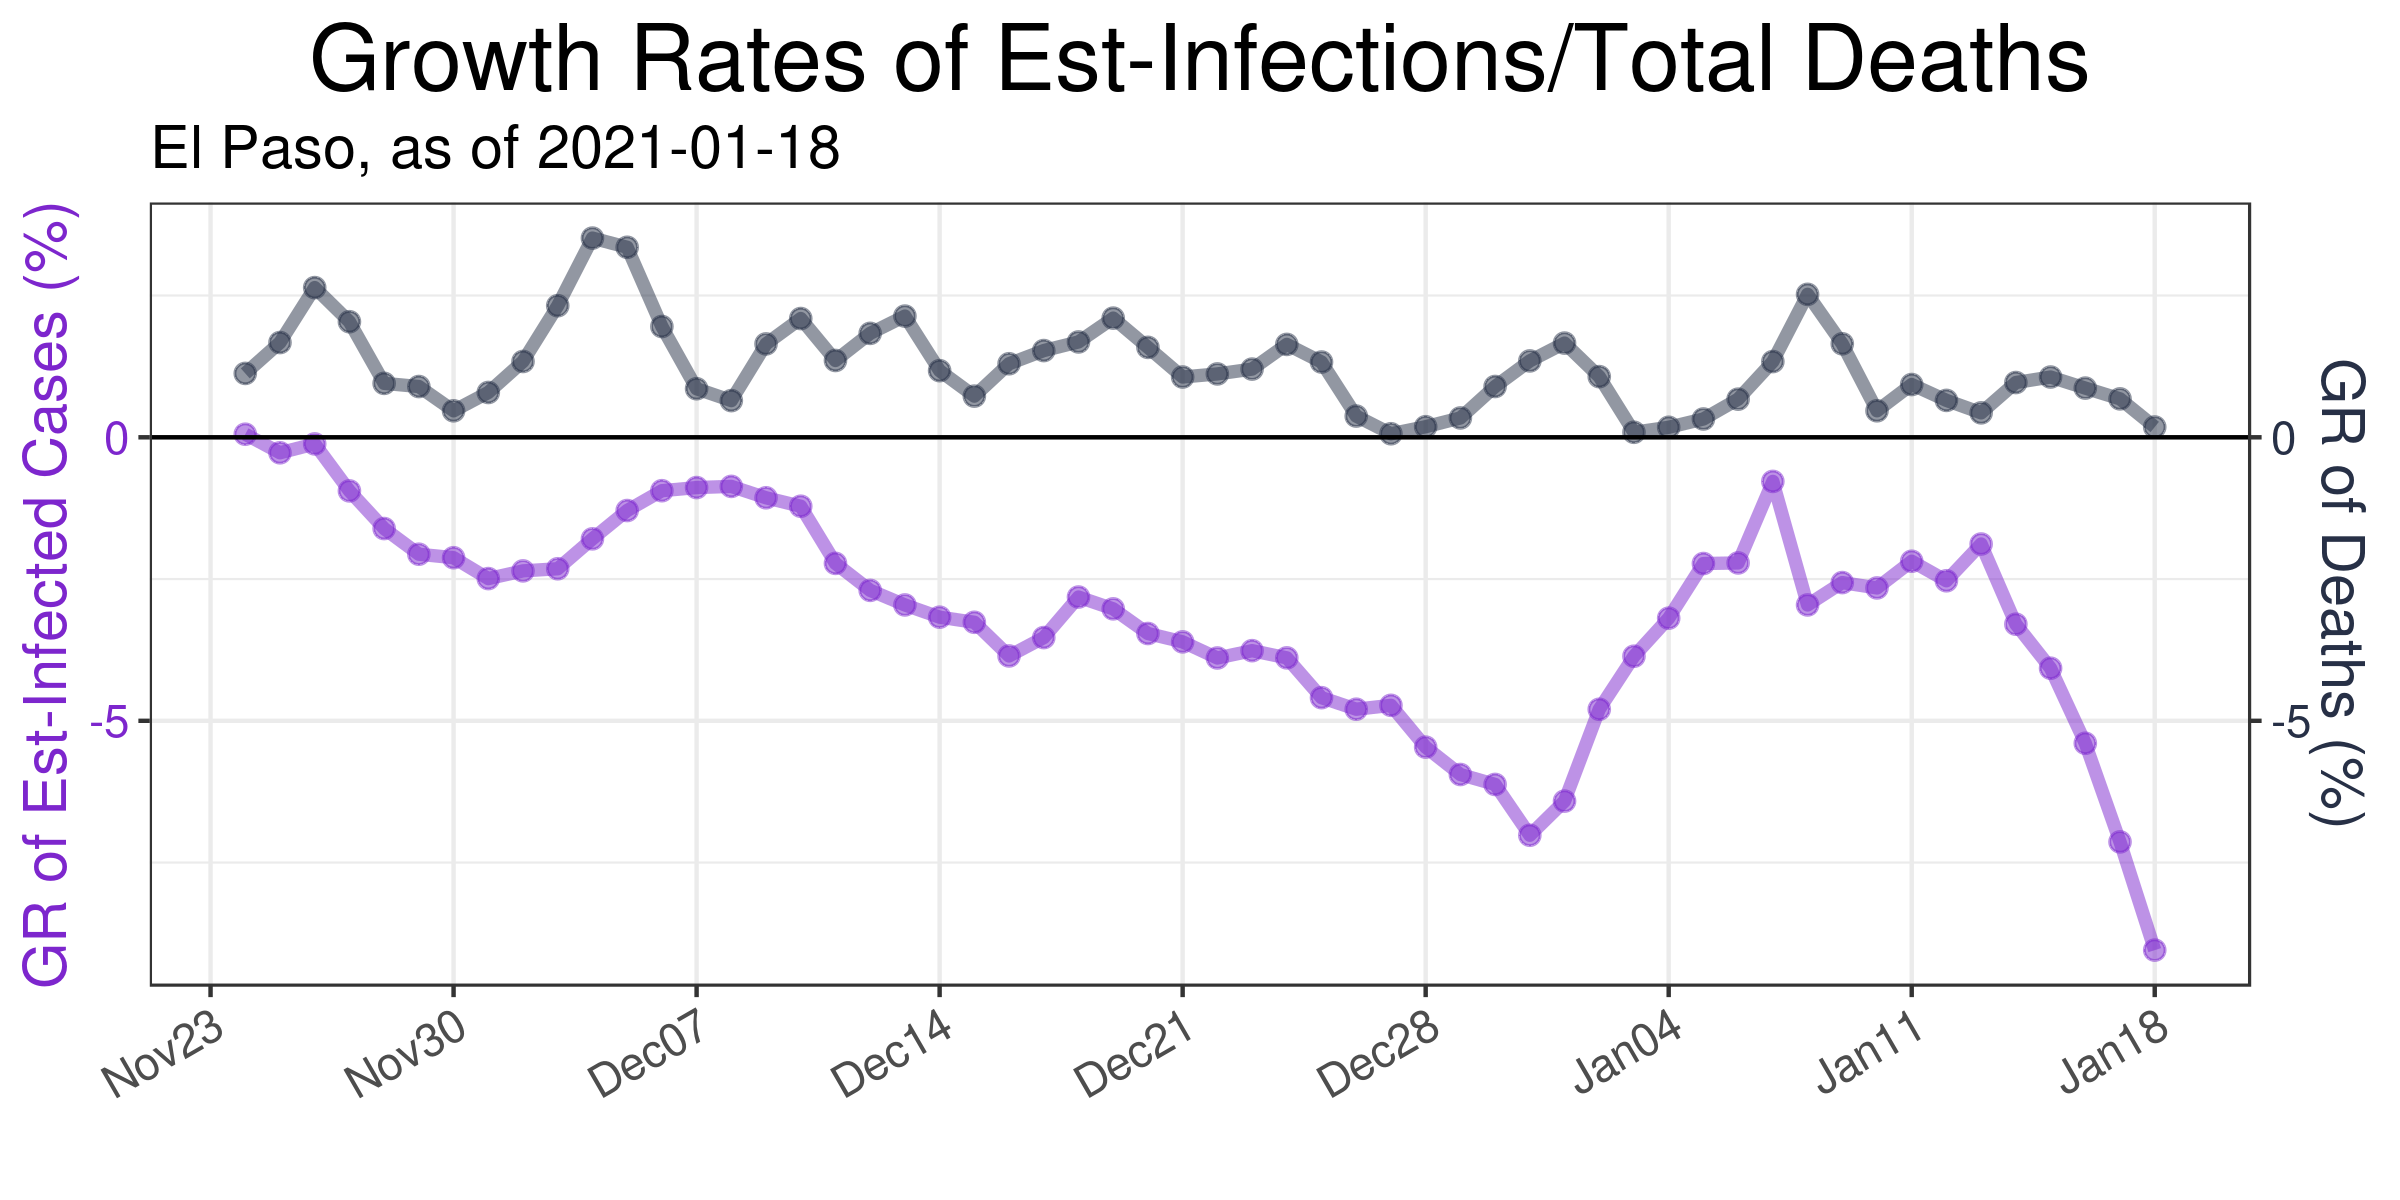 Growth Rates of Est-Infections/Total Deaths
El Paso, as of 2021-01-18
GR of Est-Infected Cases (%)
0
-5
GR of Deaths (%)
0
-5
Nov23
Nov30
Dec07
Dec14
Dec21
Dec28
Jan04
Jan11
Jan18